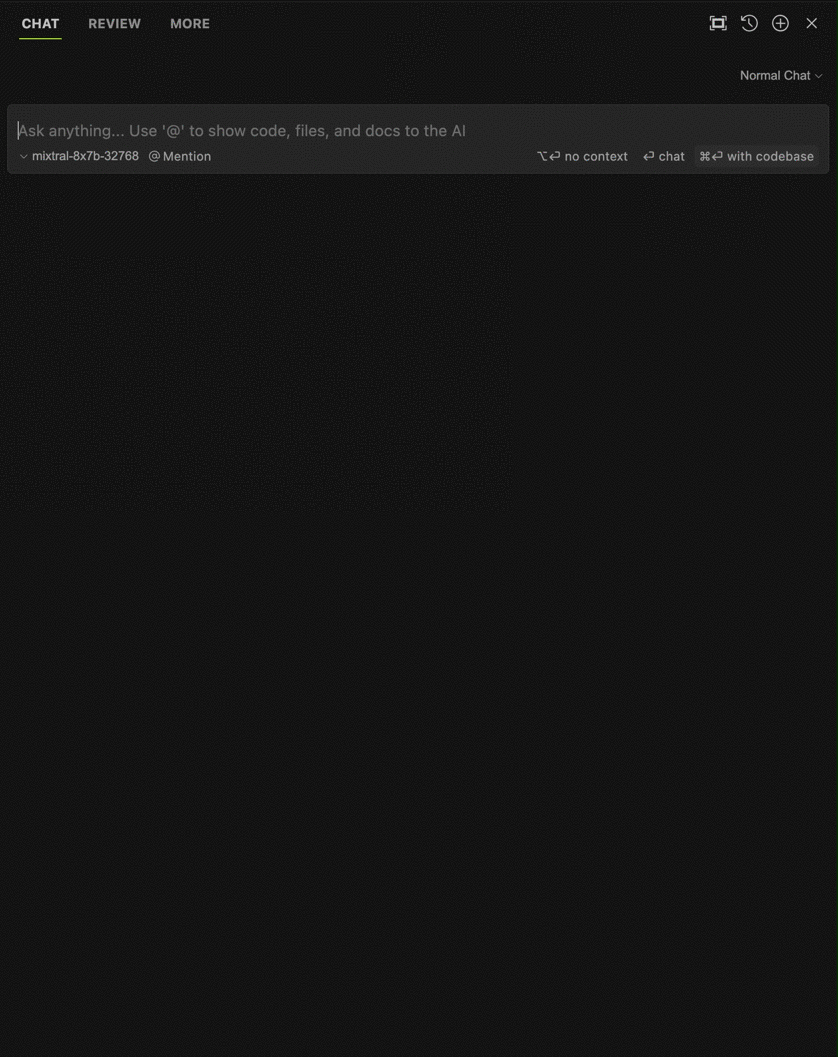 CHAT REVIEW MORE
Normal Chat
Ask anything... Use '@' to show code, files, and docs to the AI
mixtral-8x7b-32768 @ Mention ⌥⏎ no context ⏎ chat ⌘⏎ with codebase